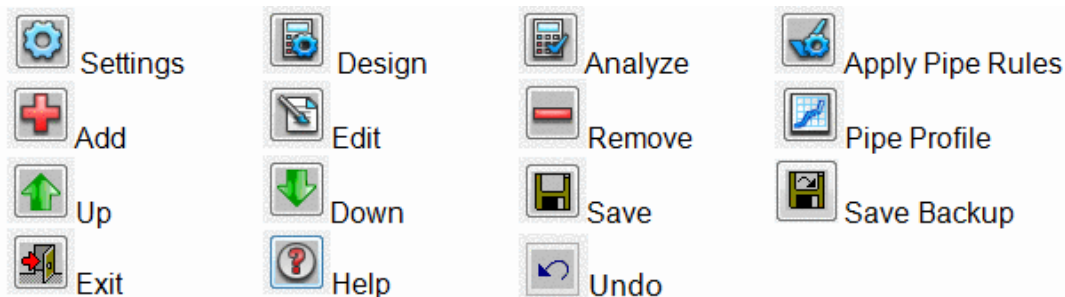 Settings Design Analyze Apply Pipe Rules
Add Edit Remove Pipe Profile
Up Down Save Save Backup
Exit Help Undo